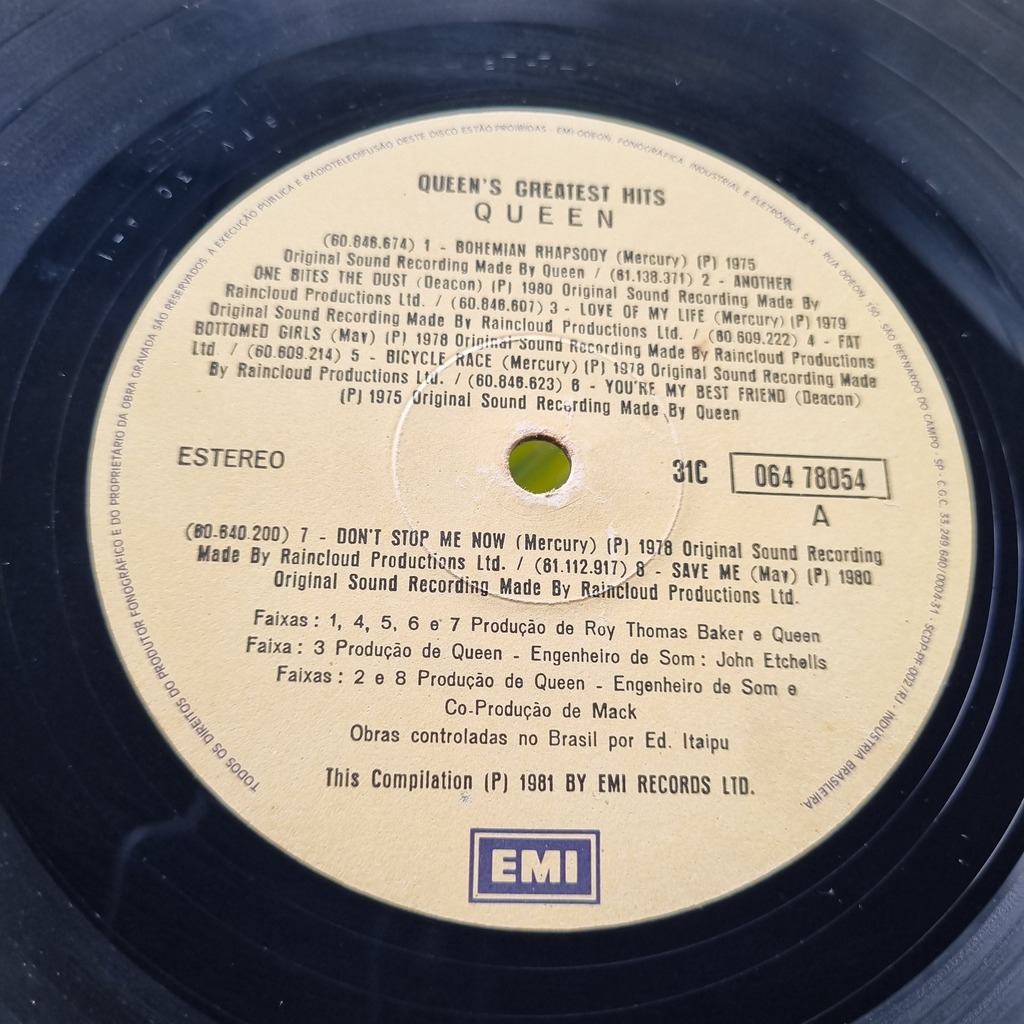 TODOS OS DIREITOS DO PRODUTOR FONOGRÁFICO E DO PROPRIETÁRIO DA OBRA GRAVADA SÃO RESERVADOS. A EXECUÇÃO PÚBLICA E RADIOTELEDIFUSÃO DESTE DISCO ESTÃO PROIBIDAS - EMI-ODEON, FONOGRÁFICA, INDUSTRIAL E ELETRÔNICA S.A. - RUA ODEON, 150 - SÃO BERNARDO DO CAMPO - SP - C.G.C. 33.249.640/0004-31 - SCDP-PF-002/RJ - INDÚSTRIA BRASILEIRA.
QUEEN'S GREATEST HITS
QUEEN
(60.846.674) 1 - BOHEMIAN RHAPSODY (Mercury) (P) 1975
Original Sound Recording Made By Queen / (61.138.371) 2 - ANOTHER
ONE BITES THE DUST (Deacon) (P) 1980 Original Sound Recording Made By
Raincloud Productions Ltd. / (60.846.607) 3 - LOVE OF MY LIFE (Mercury) (P) 1979
Original Sound Recording Made By Raincloud Productions Ltd. / (60.609.222) 4 - FAT
BOTTOMED GIRLS (May) (P) 1978 Original Sound Recording Made By Raincloud Productions
Ltd. / (60.609.214) 5 - BICYCLE RACE (Mercury) (P) 1978 Original Sound Recording Made
By Raincloud Productions Ltd. / (60.846.623) 6 - YOU'RE MY BEST FRIEND (Deacon)
(P) 1975 Original Sound Recording Made By Queen
ESTEREO
31C 064 78054
A
(60.640.200) 7 - DON'T STOP ME NOW (Mercury) (P) 1978 Original Sound Recording
Made By Raincloud Productions Ltd. / (61.112.917) 8 - SAVE ME (May) (P) 1980
Original Sound Recording Made By Raincloud Productions Ltd.
Faixas: 1, 4, 5, 6 e 7 Produção de Roy Thomas Baker e Queen
Faixa: 3 Produção de Queen - Engenheiro de Som: John Etchells
Faixas: 2 e 8 Produção de Queen - Engenheiro de Som e
Co-Produção de Mack
Obras controladas no Brasil por Ed. Itaipu
This Compilation (P) 1981 BY EMI RECORDS LTD.
EMI